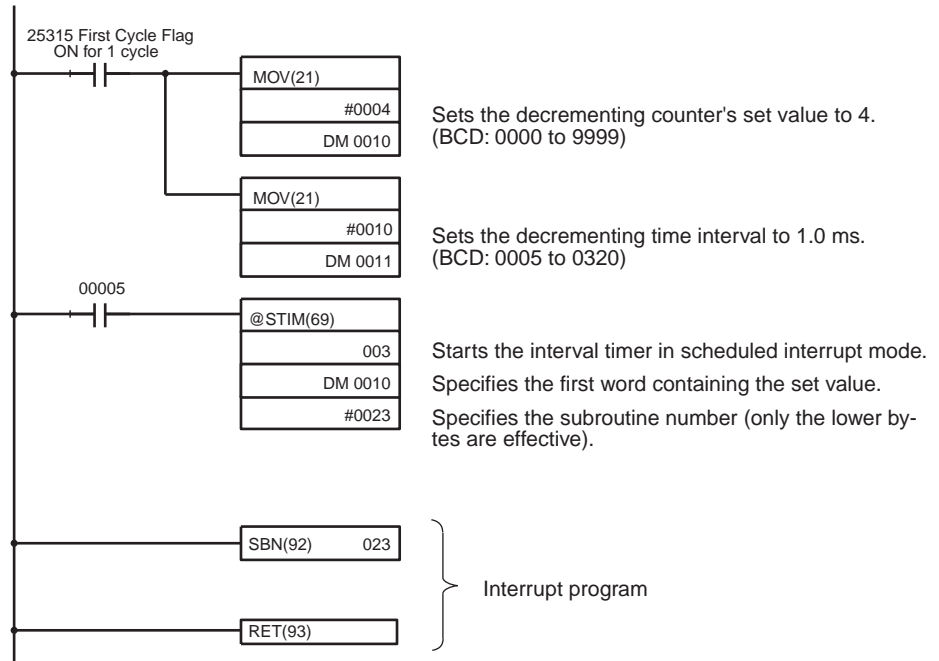 25315 First Cycle Flag
ON for 1 cycle
MOV(21)
#0004
DM 0010
Sets the decrementing counter's set value to 4.
(BCD: 0000 to 9999)
MOV(21)
#0010
DM 0011
Sets the decrementing time interval to 1.0 ms.
(BCD: 0005 to 0320)
00005
@STIM(69)
003
Starts the interval timer in scheduled interrupt mode.
DM 0010
Specifies the first word containing the set value.
#0023
Specifies the subroutine number (only the lower by-
tes are effective).
SBN(92) 023
Interrupt program
RET(93)